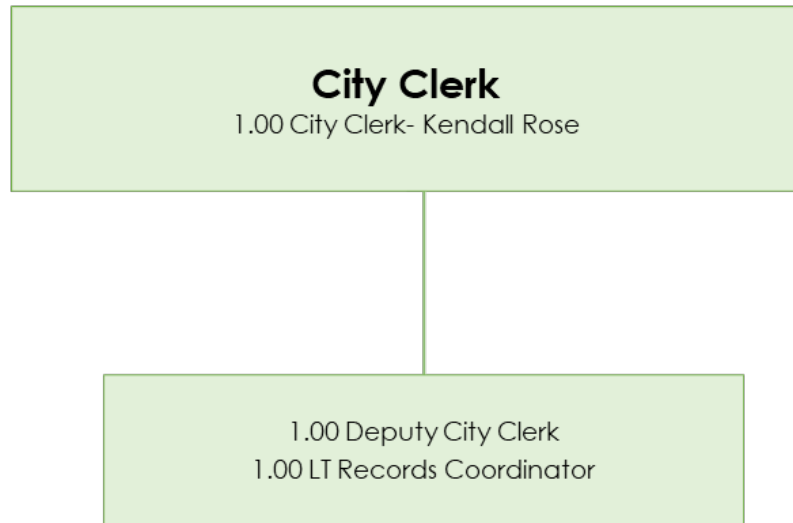 City Clerk
1.00 City Clerk- Kendall Rose
1.00 Deputy City Clerk
1.00 LT Records Coordinator